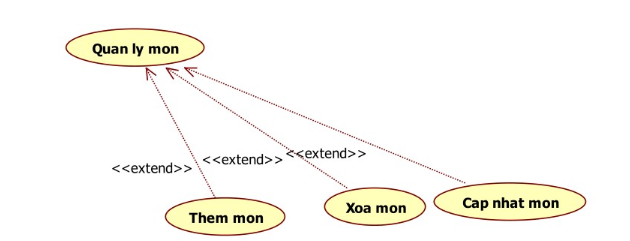 Quan ly mon
<<extend>>
<<extend>>
<<extend>>
Them mon
Xoa mon
Cap nhat mon